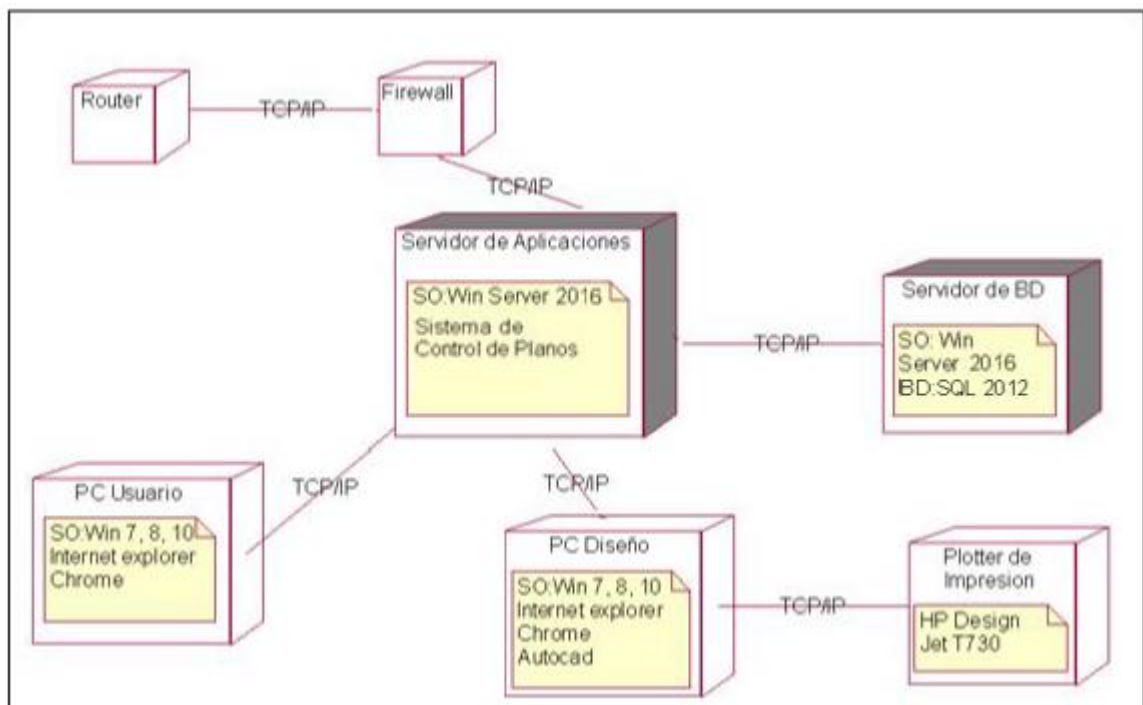 Router
TCP/IP
Firewall
TCP/IP
Servidor de Aplicaciones
SO:Win Server 2016
Sistema de
Control de Planos
TCP/IP
Servidor de BD
SO: Win
Server 2016
BD:SQL 2012
TCP/IP
PC Usuario
SO:Win 7, 8, 10
Internet explorer
Chrome
TCP/IP
PC Diseño
SO:Win 7, 8, 10
Internet explorer
Chrome
Autocad
TCP/IP
Plotter de
Impresion
HP Design
Jet T730